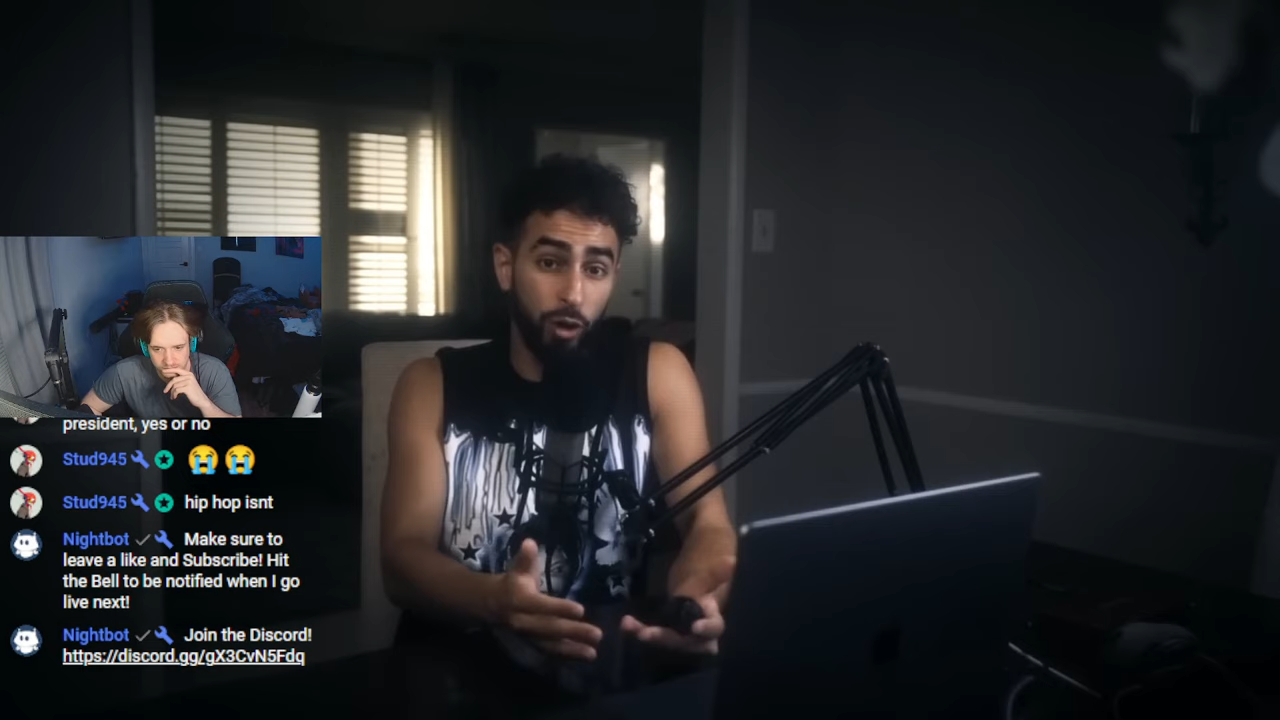 president, yes or no
Stud945 😭😭
Stud945 hip hop isnt
Nightbot Make sure to
leave a like and Subscribe! Hit
the Bell to be notified when I go
live next!
Nightbot Join the Discord!
https://discord.gg/gX3CvN5Fdq